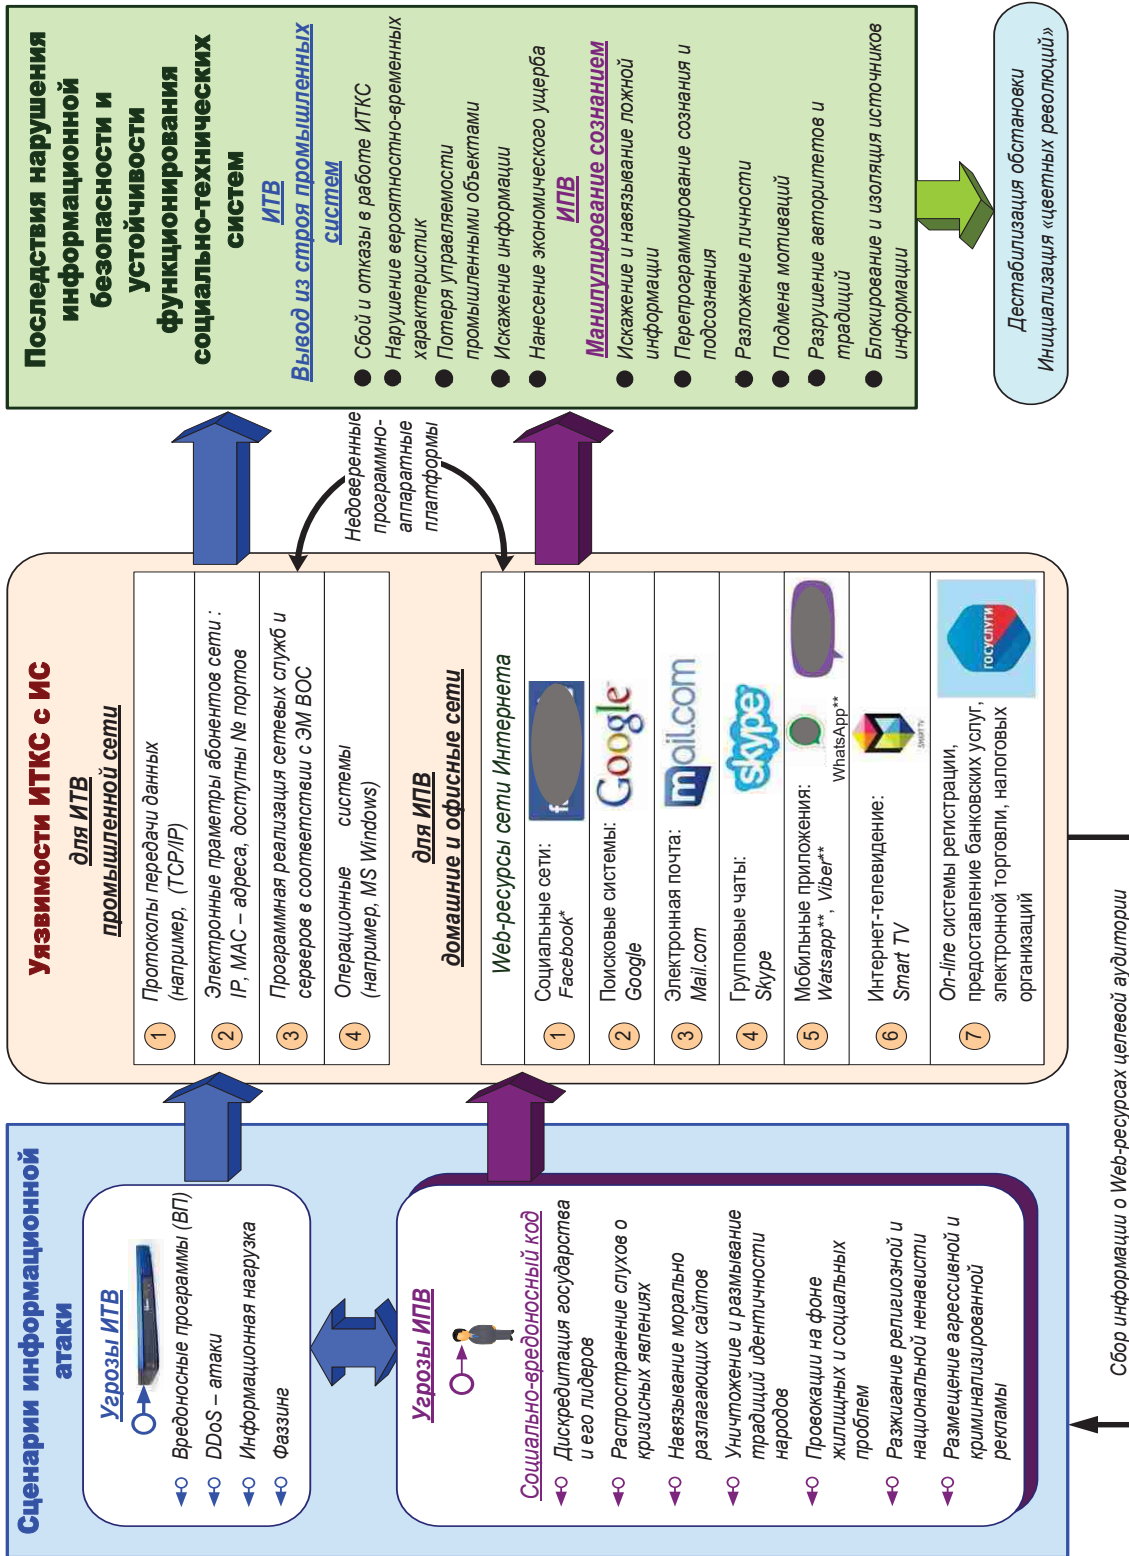 Сценарии информационной
атаки
Угрозы ИТВ
Вредоносные программы (ВП)
DDoS – атаки
Информационная нагрузка
Фаззинг
Угрозы ИПВ
Социально-вредоносный код
Дискредитация государства
и его лидеров
Распространение слухов о
кризисных явлениях
Навязывание морально
разлагающих сайтов
Уничтожение и размывание
традиций идентичности
народов
Провокации на фоне
жилищных и социальных
проблем
Разжигание религиозной и
национальной ненависти
Размещение агрессивной и
криминализированной
рекламы
Уязвимости ИТКС с ИС
для ИТВ
промышленной сети
1 Протоколы передачи данных
(например, (TCP/IP)
2 Электронные праметры абонентов сети :
IP, MAC – адреса, доступны № портов
3 Программная реализация сетевых служб и
серверов в соответствии с ЭМ ВОС
4 Операционные системы
(например, MS Windows)
для ИПВ
домашние и офисные сети
Web-ресурсы сети Интернета
1 Социальные сети:
Facebook*
f
2 Поисковые системы:
Google
Google™
3 Электронная почта:
Mail.com
mail.com
4 Групповые чаты:
Skype
skype
5 Мобильные приложения:
Watsapp**, Viber**
WhatsApp**
6 Интернет-телевидение:
Smart TV
SMART TV
7 On-line системы регистрации,
предоставление банковских услуг,
электронной торговли, налоговых
организаций
госуслуги
Недоверенные
программно-
аппаратные
платформы
Последствия нарушения
информационной
безопасности и
устойчивости
функционирования
социально-технических
систем
ИТВ
Вывод из строя промышленных
систем
Сбой и отказы в работе ИТКС
Нарушение вероятностно-временных
характеристик
Потеря управляемости
промышленными объектами
Искажение информации
Нанесение экономического ущерба
ИПВ
Манипулирование сознанием
Искажение и навязывание ложной
информации
Перепрограммирование сознания и
подсознания
Разложение личности
Подмена мотиваций
Разрушение авторитетов и
традиций
Блокирование и изоляция источников
информации
Дестабилизация обстановки
Инициализация «цветных революций»
Сбор информации о Web-ресурсах целевой аудитории